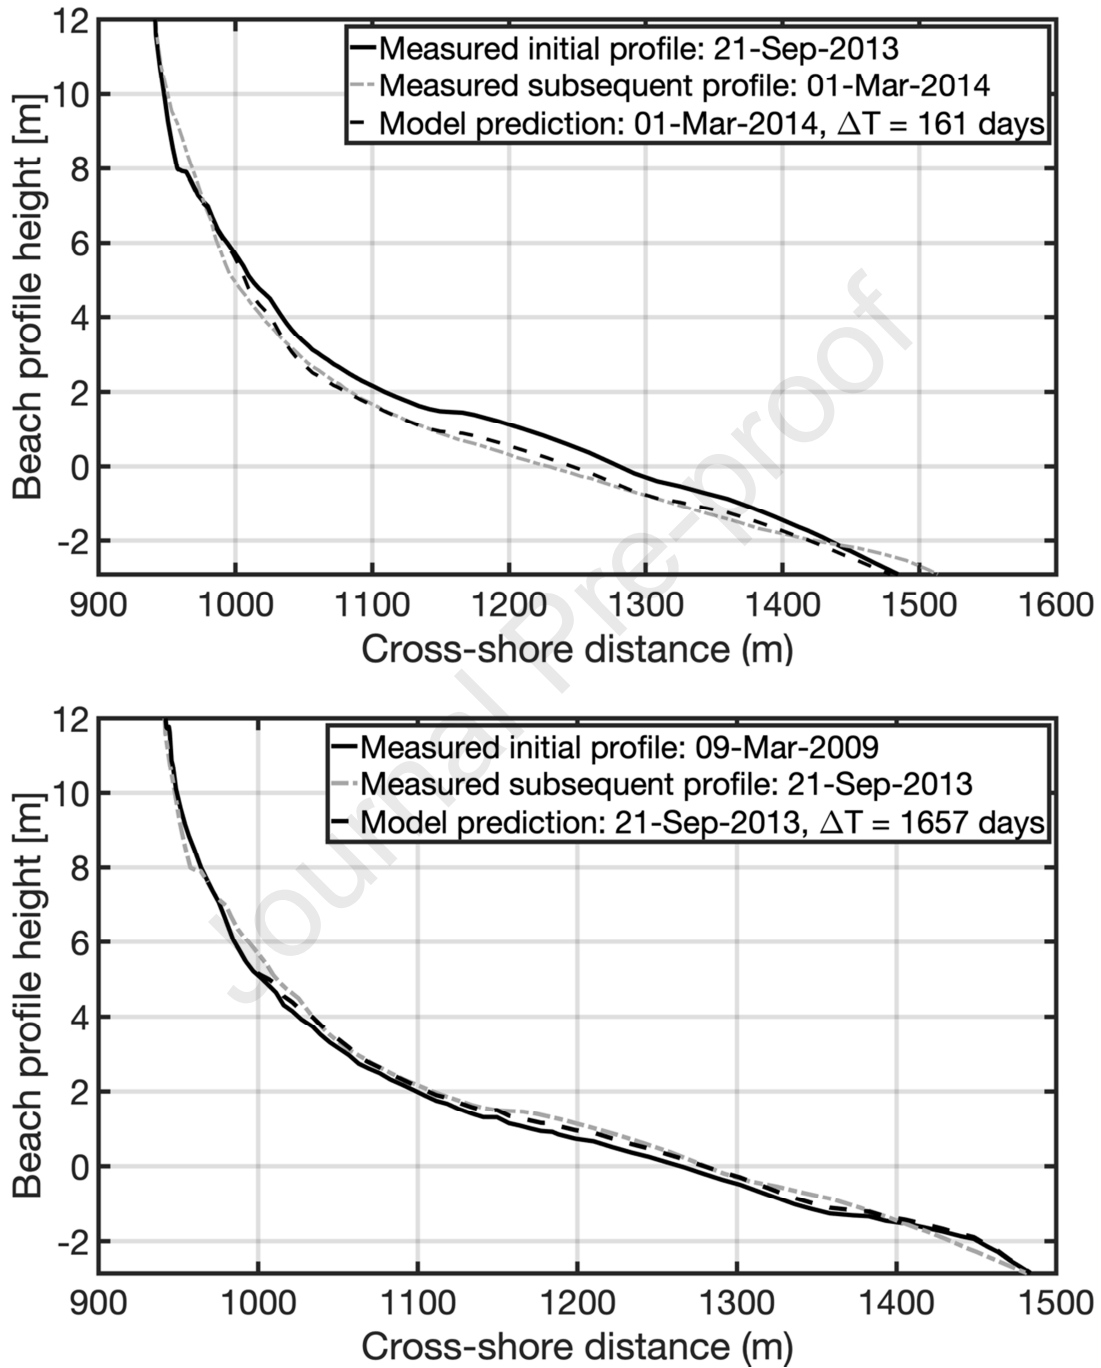 12
10
8
6
4
2
0
-2
Beach profile height [m]
Measured initial profile: 21-Sep-2013
Measured subsequent profile: 01-Mar-2014
Model prediction: 01-Mar-2014, ΔT = 161 days
900 1000 1100 1200 1300 1400 1500 1600
Cross-shore distance (m)
Journal Pre-proof
12
10
8
6
4
2
0
-2
Beach profile height [m]
Measured initial profile: 09-Mar-2009
Measured subsequent profile: 21-Sep-2013
Model prediction: 21-Sep-2013, ΔT = 1657 days
900 1000 1100 1200 1300 1400 1500
Cross-shore distance (m)